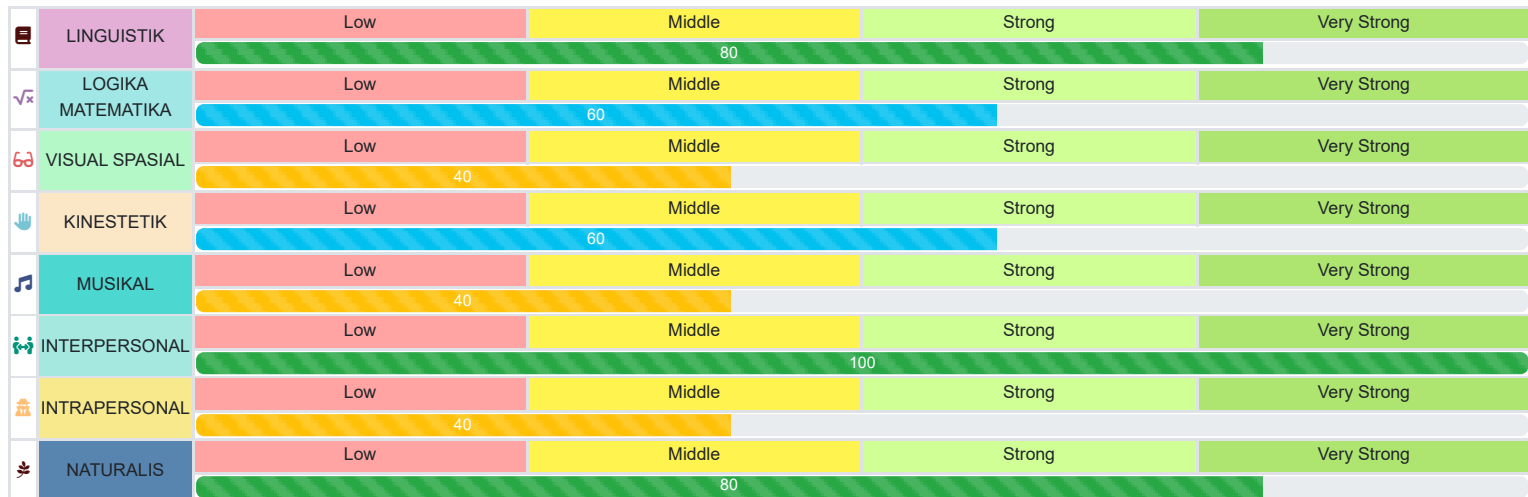 LINGUISTIK
Low Middle Strong Very Strong
80
LOGIKA
MATEMATIKA
Low Middle Strong Very Strong
60
VISUAL SPASIAL
Low Middle Strong Very Strong
40
KINESTETIK
Low Middle Strong Very Strong
60
MUSIKAL
Low Middle Strong Very Strong
40
INTERPERSONAL
Low Middle Strong Very Strong
100
INTRAPERSONAL
Low Middle Strong Very Strong
40
NATURALIS
Low Middle Strong Very Strong
80